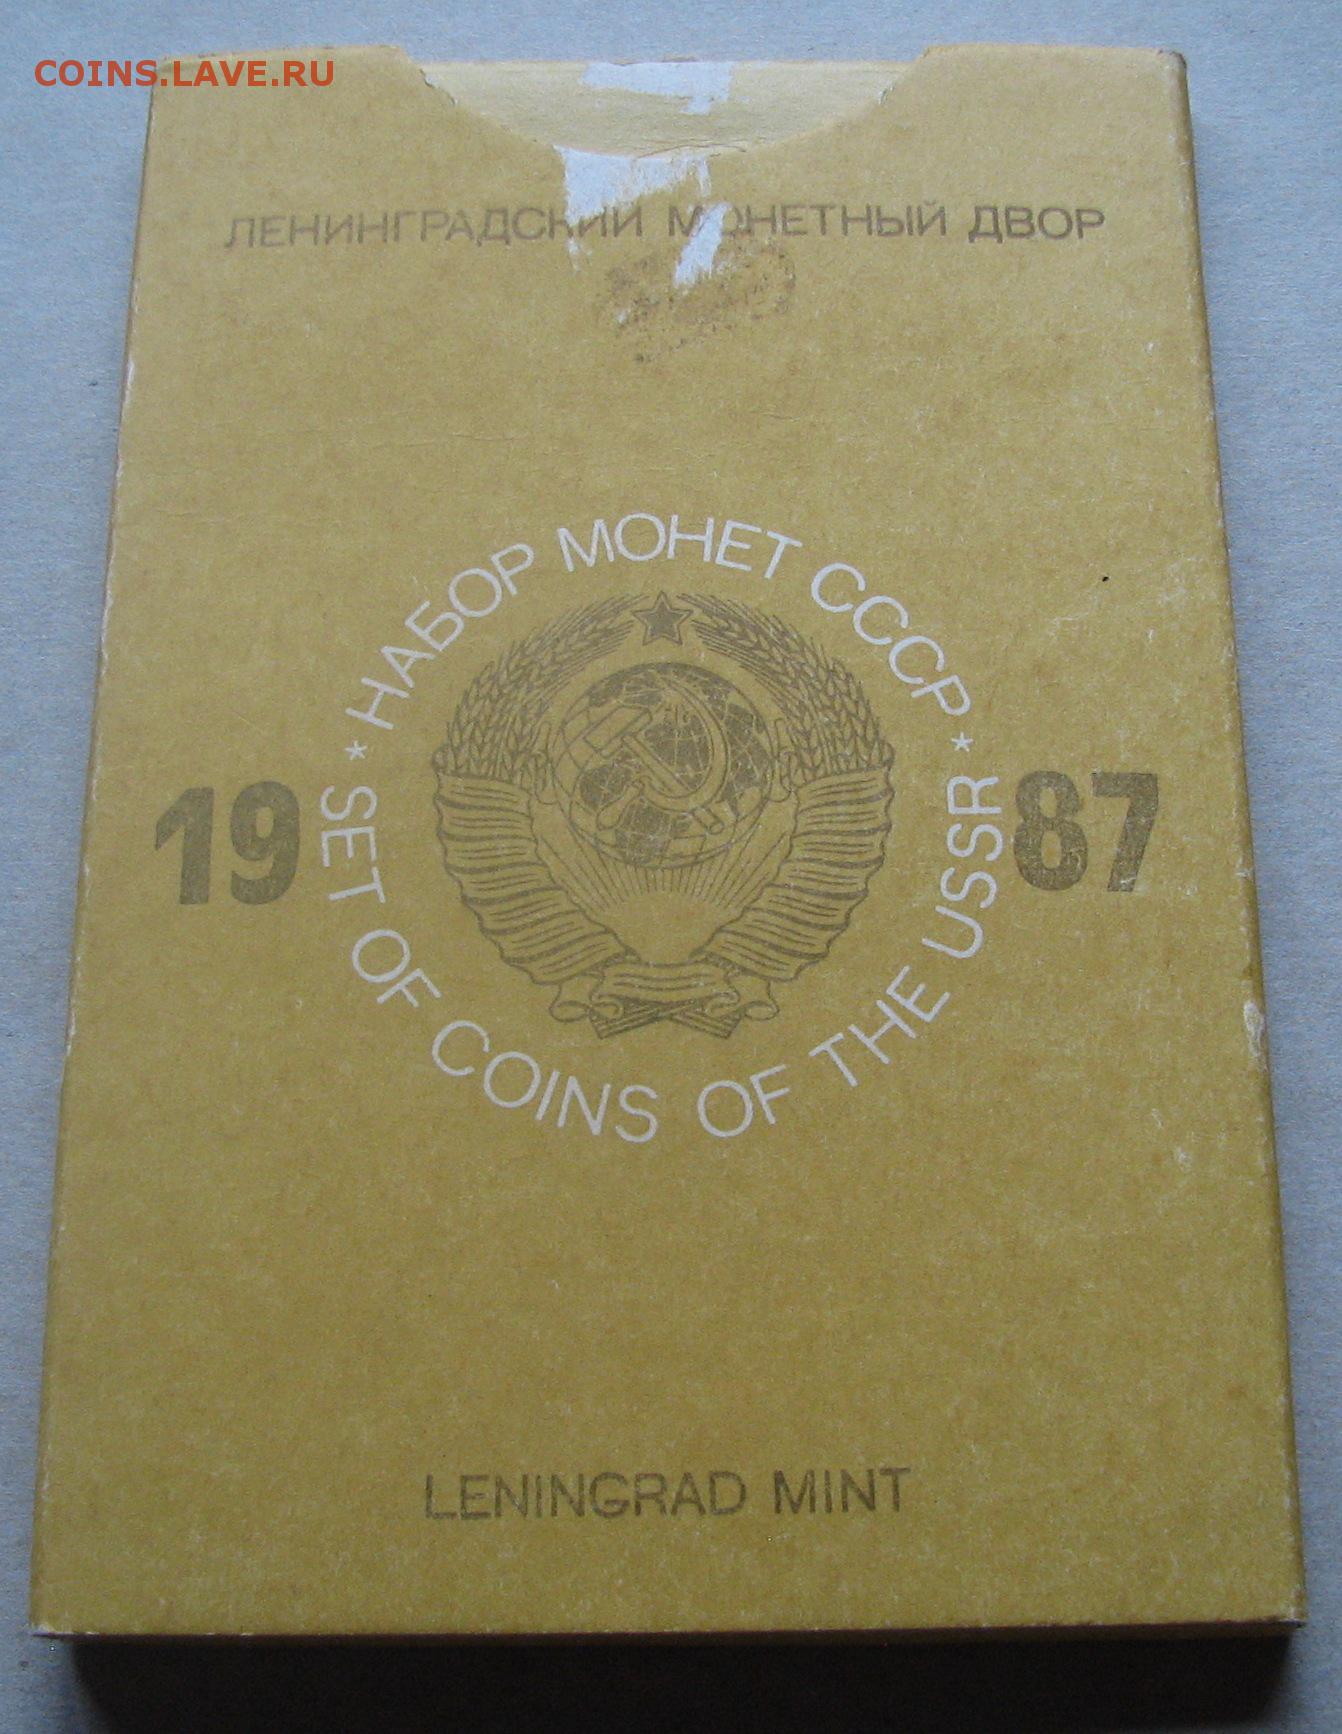 COINS.LAVE.RU
ЛЕНИНГРАДСКИЙ МОНЕТНЫЙ ДВОР
* НАБОР МОНЕТ СССР *
1987
SET OF COINS OF THE USSR
LENINGRAD MINT